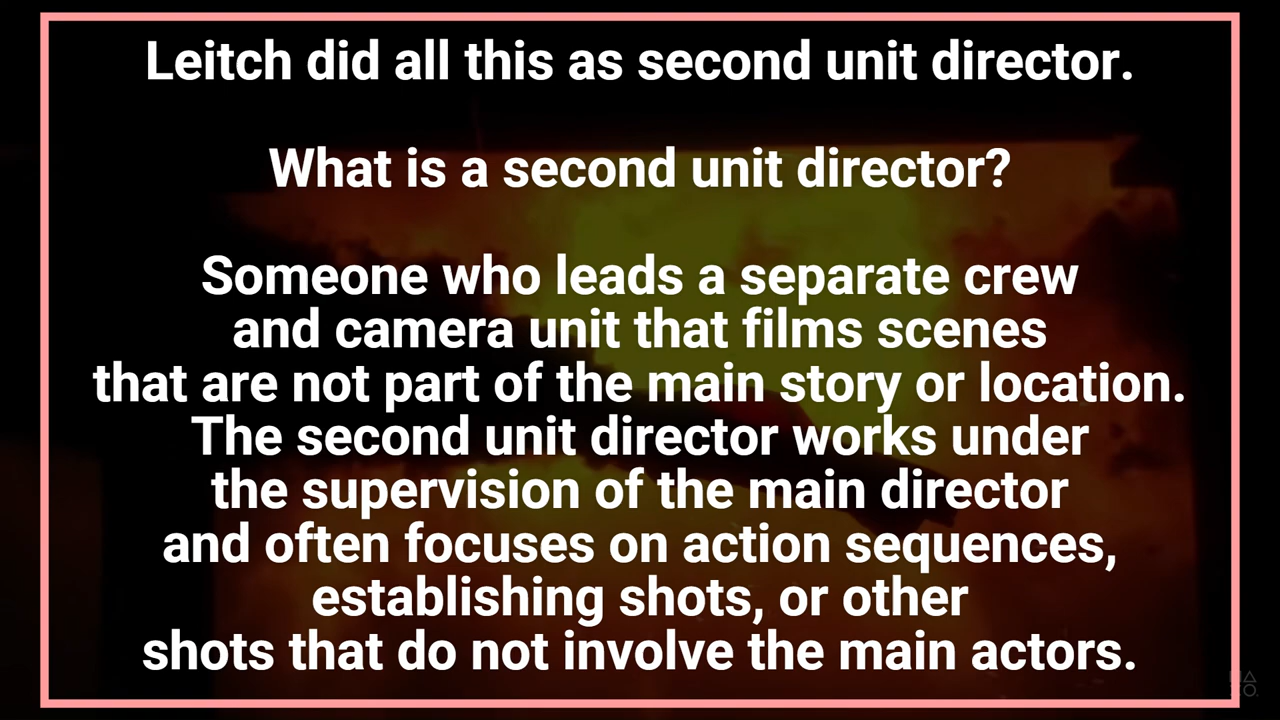 Leitch did all this as second unit director.
What is a second unit director?
Someone who leads a separate crew
and camera unit that films scenes
that are not part of the main story or location.
The second unit director works under
the supervision of the main director
and often focuses on action sequences,
establishing shots, or other
shots that do not involve the main actors.